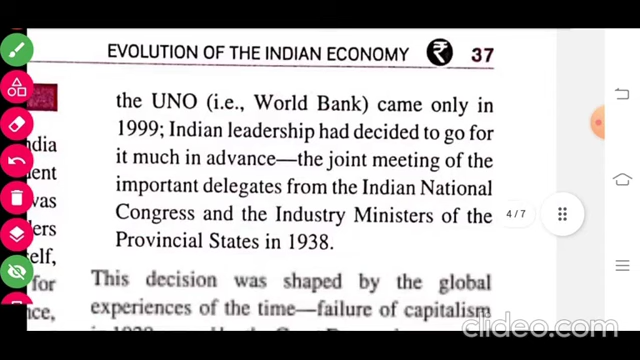 EVOLUTION OF THE INDIAN ECONOMY ₹ 37
the UNO (i.e., World Bank) came only in
1999; Indian leadership had decided to go for
it much in advance—the joint meeting of the
important delegates from the Indian National
Congress and the Industry Ministers of the
Provincial States in 1938.
This decision was shaped by the global
experiences of the time—failure of capitalism
ndia
ent
was
ders
self,
for
nce,
4/7
clideo.com